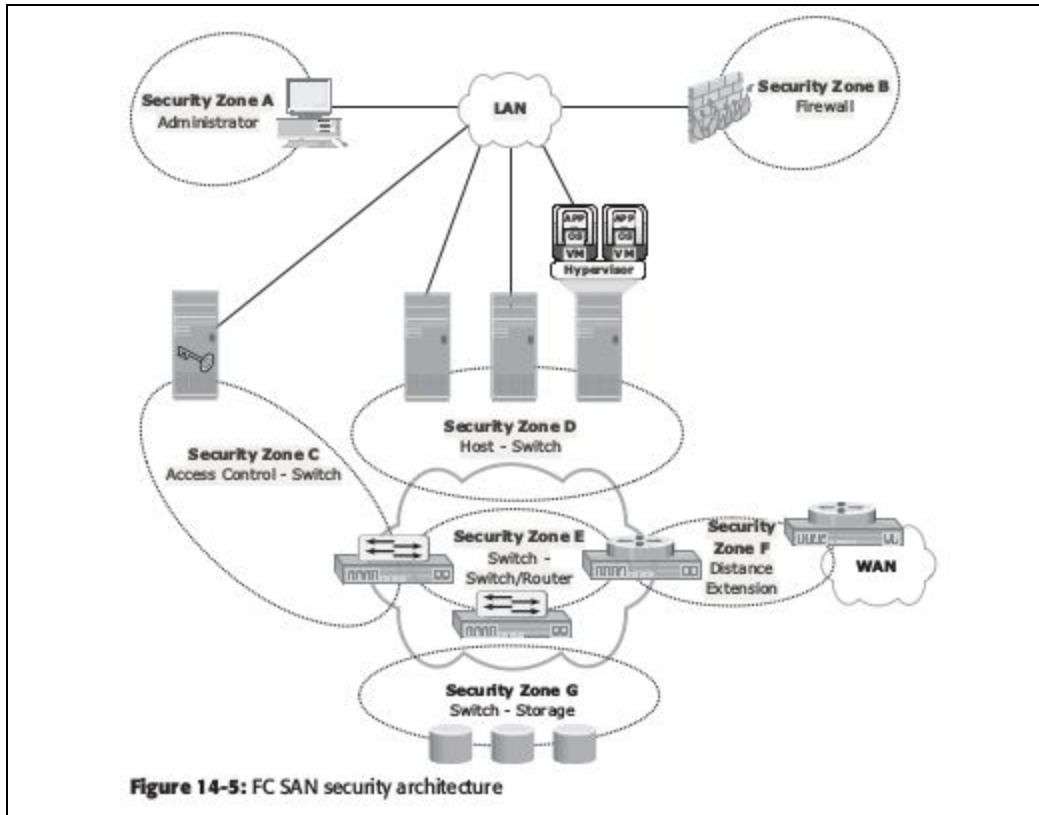 Security Zone A
Administrator
LAN
Security Zone B
Firewall
APP
OS
VM
APP
OS
VM
Hypervisor
Security Zone D
Host - Switch
Security Zone C
Access Control - Switch
Security Zone E
Switch -
Switch/Router
Security
Zone F
Distance
Extension
WAN
Security Zone G
Switch - Storage
Figure 14-5: FC SAN security architecture